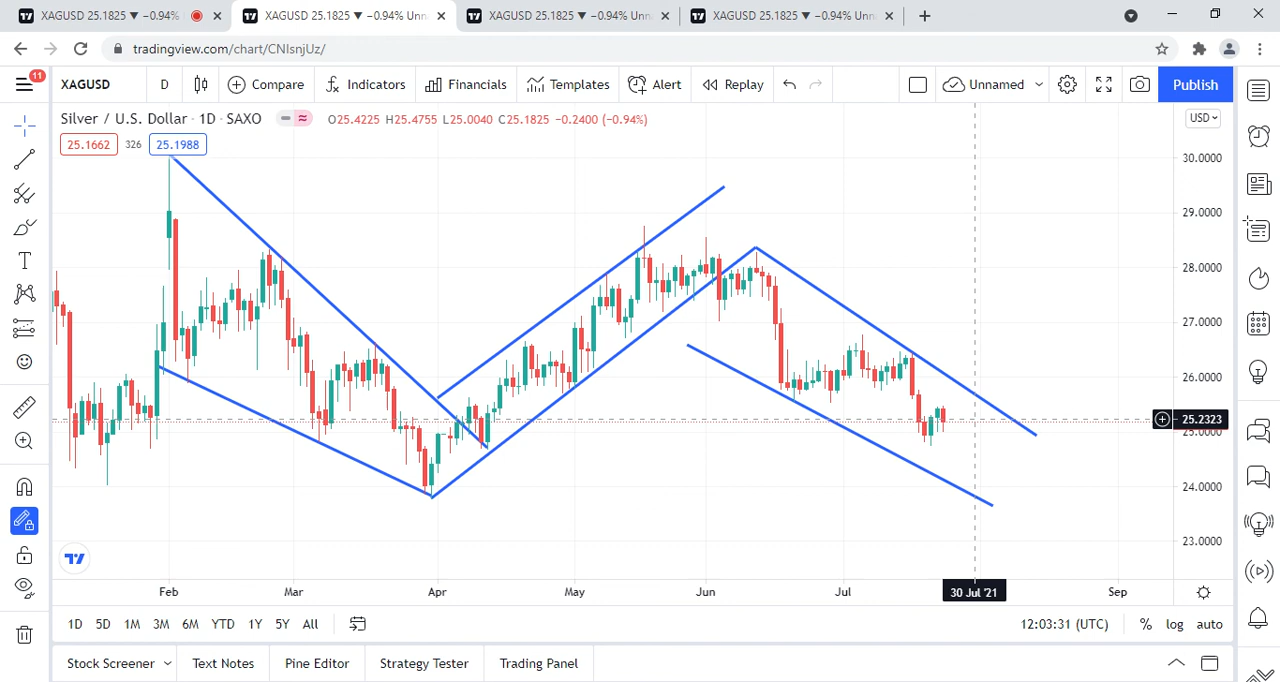 XAGUSD 25.1825 ▼ −0.94% XAGUSD 25.1825 ▼ −0.94% Unn XAGUSD 25.1825 ▼ −0.94% Unn XAGUSD 25.1825 ▼ −0.94% Unn
tradingview.com/chart/CNIsnjUz/
11 XAGUSD D Compare Indicators Financials Templates Alert Replay Unnamed Publish
Silver / U.S. Dollar · 1D · SAXO O25.4225 H25.4755 L25.0040 C25.1825 −0.2400 (−0.94%) USD
25.1662 326 25.1988
30.0000
29.0000
28.0000
27.0000
26.0000
25.2323
25.0000
24.0000
23.0000
Feb Mar Apr May Jun Jul 30 Jul '21 Sep
1D 5D 1M 3M 6M YTD 1Y 5Y All 12:03:31 (UTC) % log auto
Stock Screener Text Notes Pine Editor Strategy Tester Trading Panel